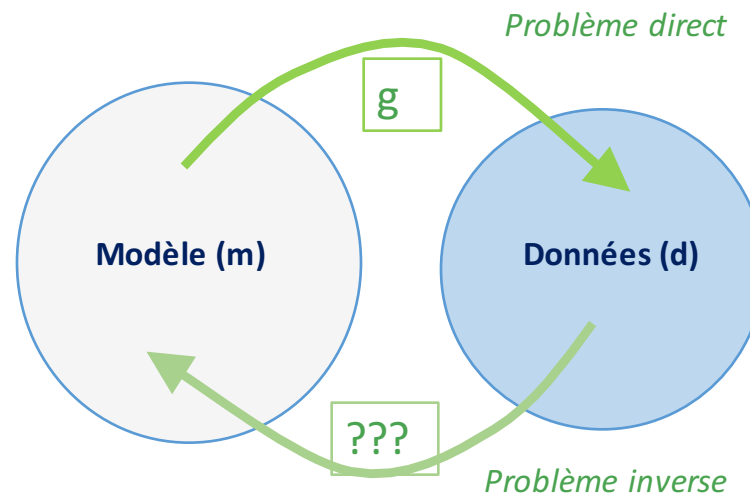 Problème direct
g
Modèle (m)
Données (d)
???
Problème inverse